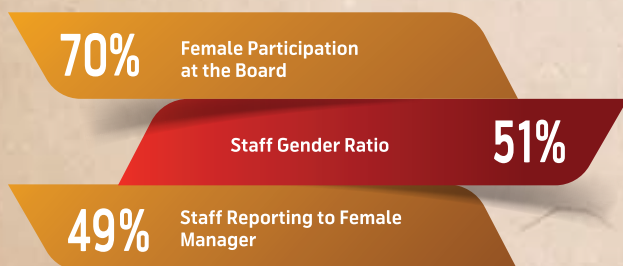 70%
Female Participation
at the Board
Staff Gender Ratio
51%
49%
Staff Reporting to Female
Manager